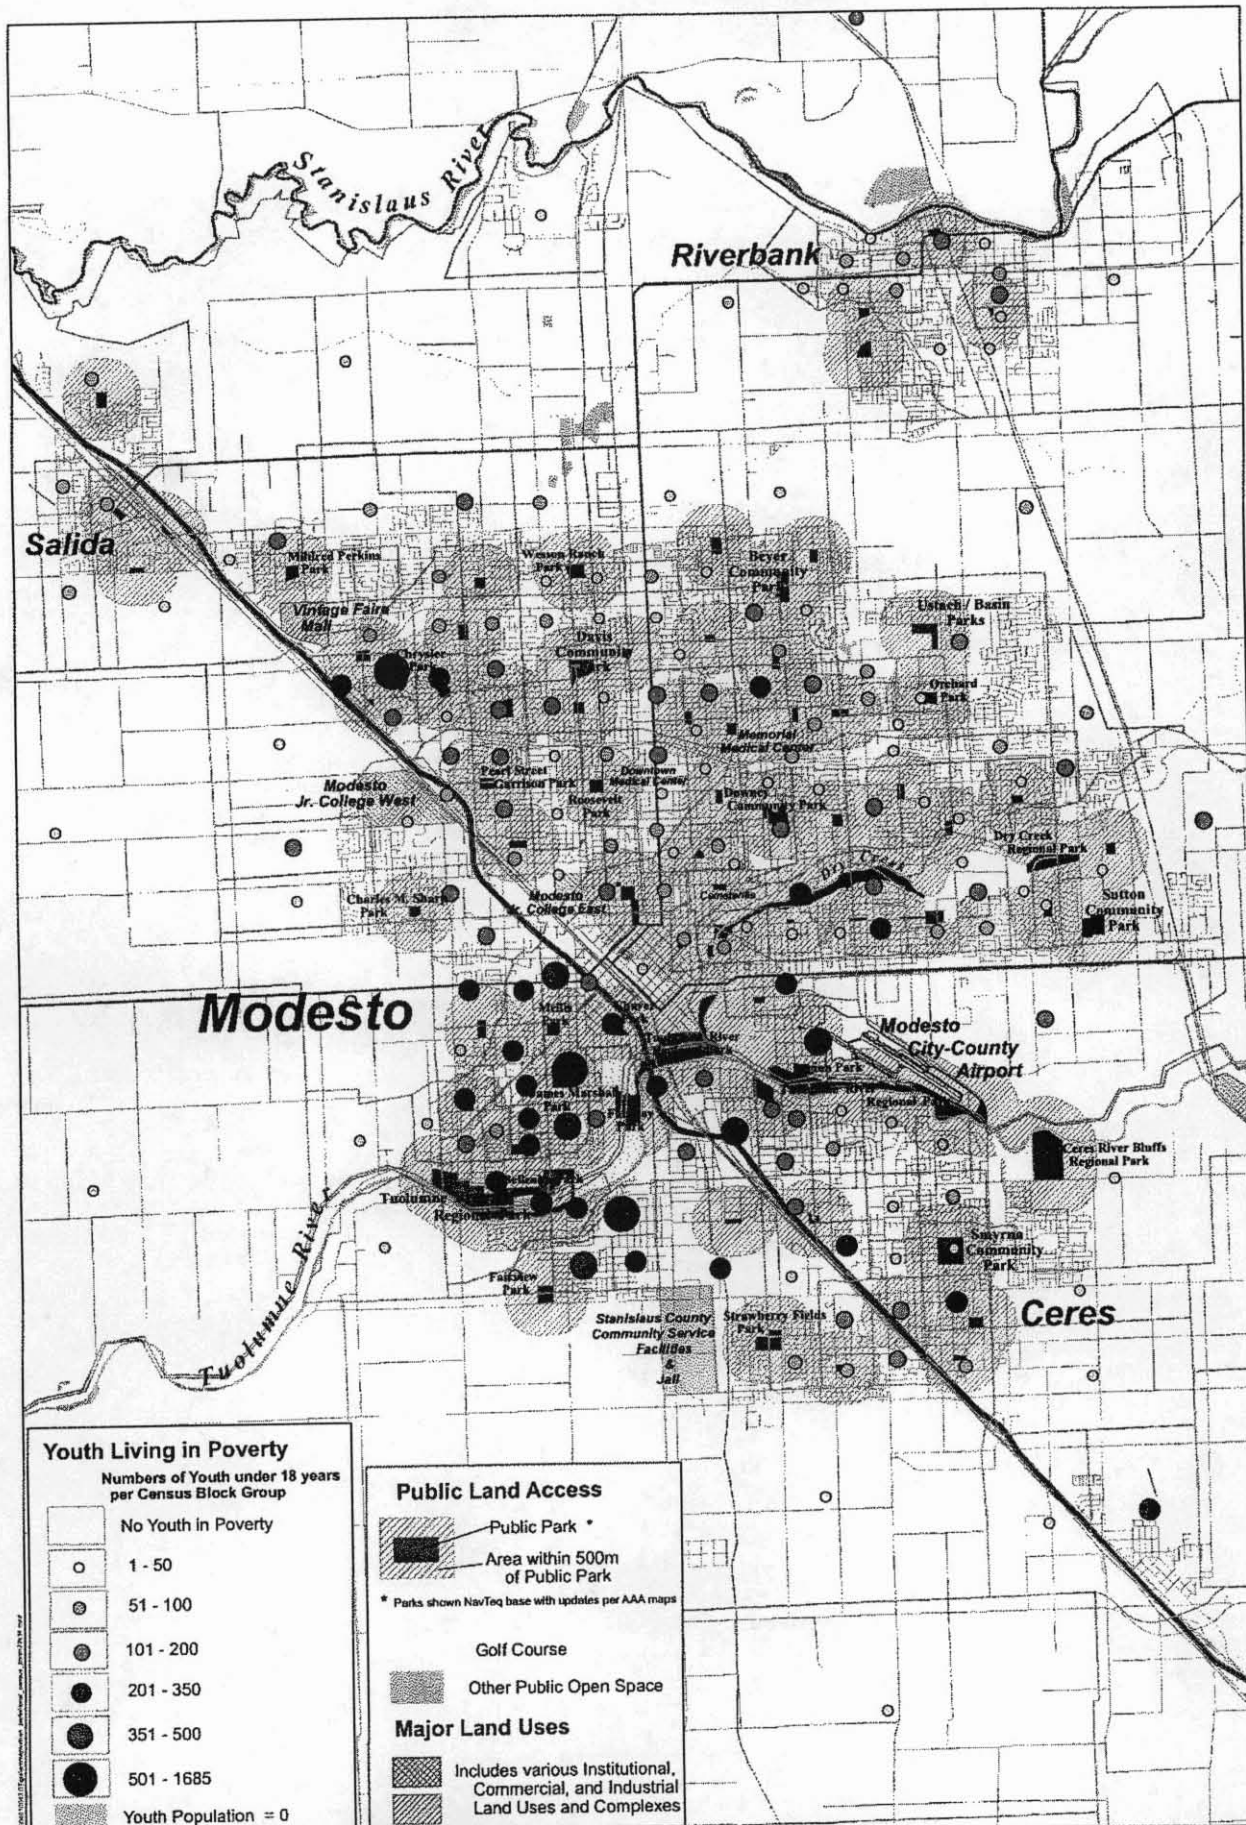 Stanislaus River
Riverbank
Salida
Mildred Perkins
Park
Wesson Ranch
Park
Beyer
Community
Park
Ustach / Basin
Parks
Vintage Faire
Mall
Chrysler
Park
Davis
Community
Park
Orchard
Park
Memorial
Medical Center
Modesto
Jr. College West
Pearl Street
Garrison Park
Roosevelt
Park
Downtown
Medical Center
Downey
Community Park
Dry Creek
Regional Park
Dry Creek
Charles M. Sharp
Park
Modesto
Jr. College East
Cemeteries
Sutton
Community
Park
Modesto
Mellis
Park
River
Modesto
City-County
Airport
James Marshall
Park
Park
Regional Park
Ceres River Bluffs
Regional Park
Tuolumne River
Regional Park
Smyrna
Community
Park
Fairview
Park
Ceres
Tuolumne River
Stanislaus County
Community Service
Facilities
&
Jail
Strawberry Fields
Park
Youth Living in Poverty
Numbers of Youth under 18 years
per Census Block Group
No Youth in Poverty
1 - 50
51 - 100
101 - 200
201 - 350
351 - 500
501 - 1685
Youth Population = 0
Public Land Access
Public Park *
Area within 500m
of Public Park
* Parks shown NavTeq base with updates per AAA maps
Golf Course
Other Public Open Space
Major Land Uses
Includes various Institutional,
Commercial, and Industrial
Land Uses and Complexes